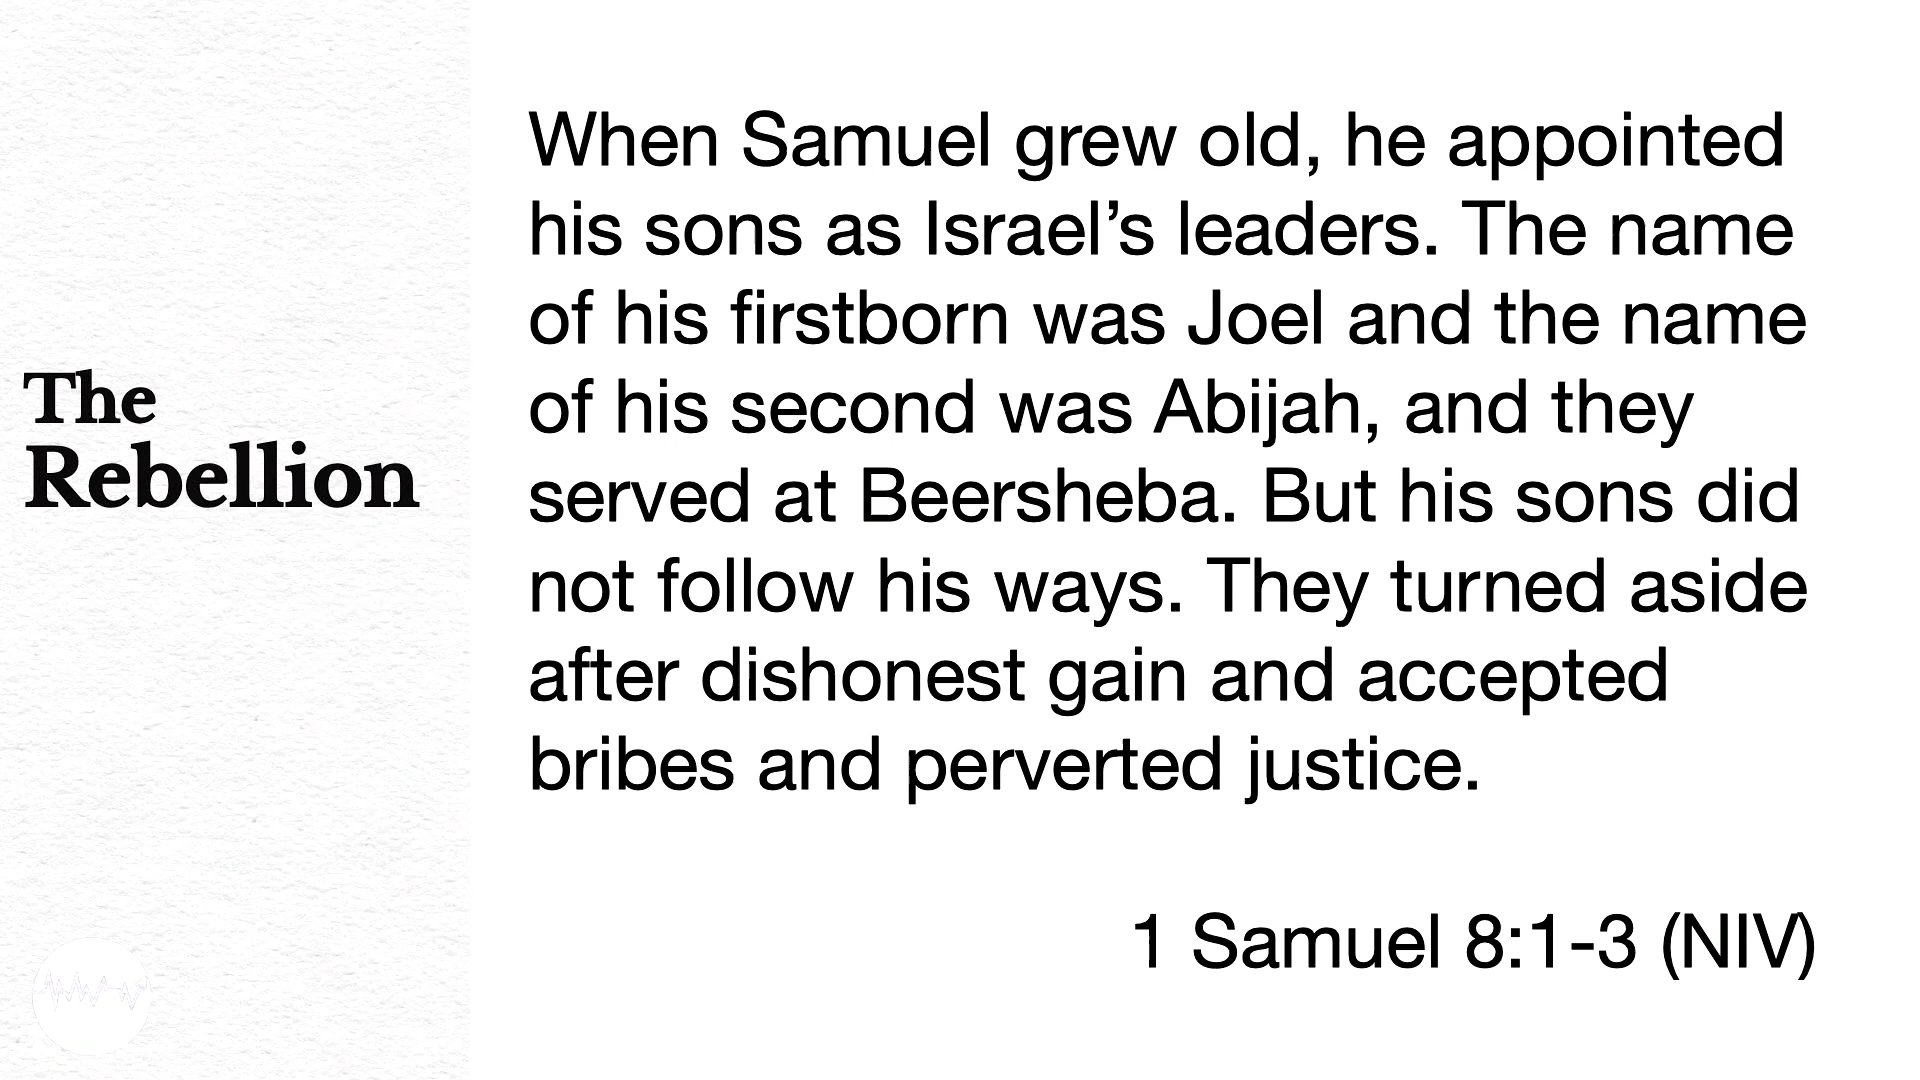 The
Rebellion
When Samuel grew old, he appointed
his sons as Israel’s leaders. The name
of his firstborn was Joel and the name
of his second was Abijah, and they
served at Beersheba. But his sons did
not follow his ways. They turned aside
after dishonest gain and accepted
bribes and perverted justice.
1 Samuel 8:1-3 (NIV)